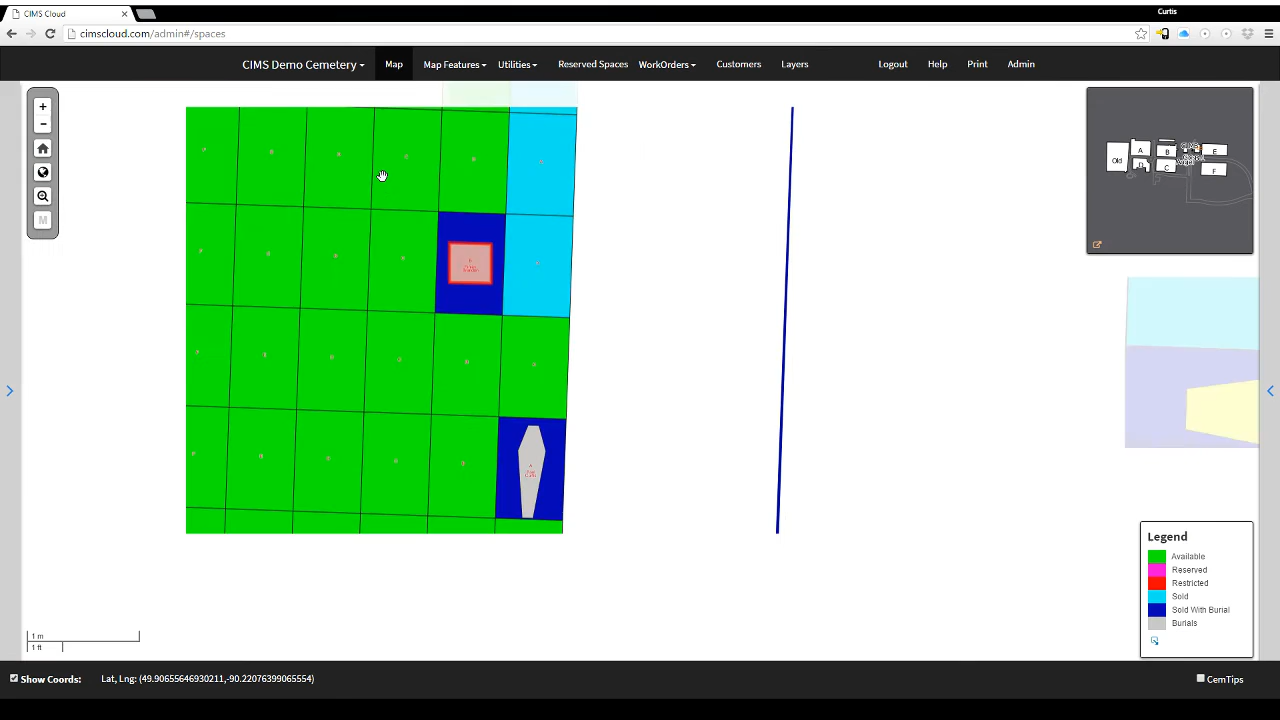 CIMS Cloud
Curtis
cimscloud.com/admin#/spaces
CIMS Demo Cemetery Map Map Features Utilities Reserved Spaces WorkOrders Customers Layers Logout Help Print Admin
+
-
M
Old A B E
D C F
Legend
Available
Reserved
Restricted
Sold
Sold With Burial
Burials
1 m
1 ft
Show Coords: Lat, Lng: (49.90655646930211,-90.22076399065554) CemTips